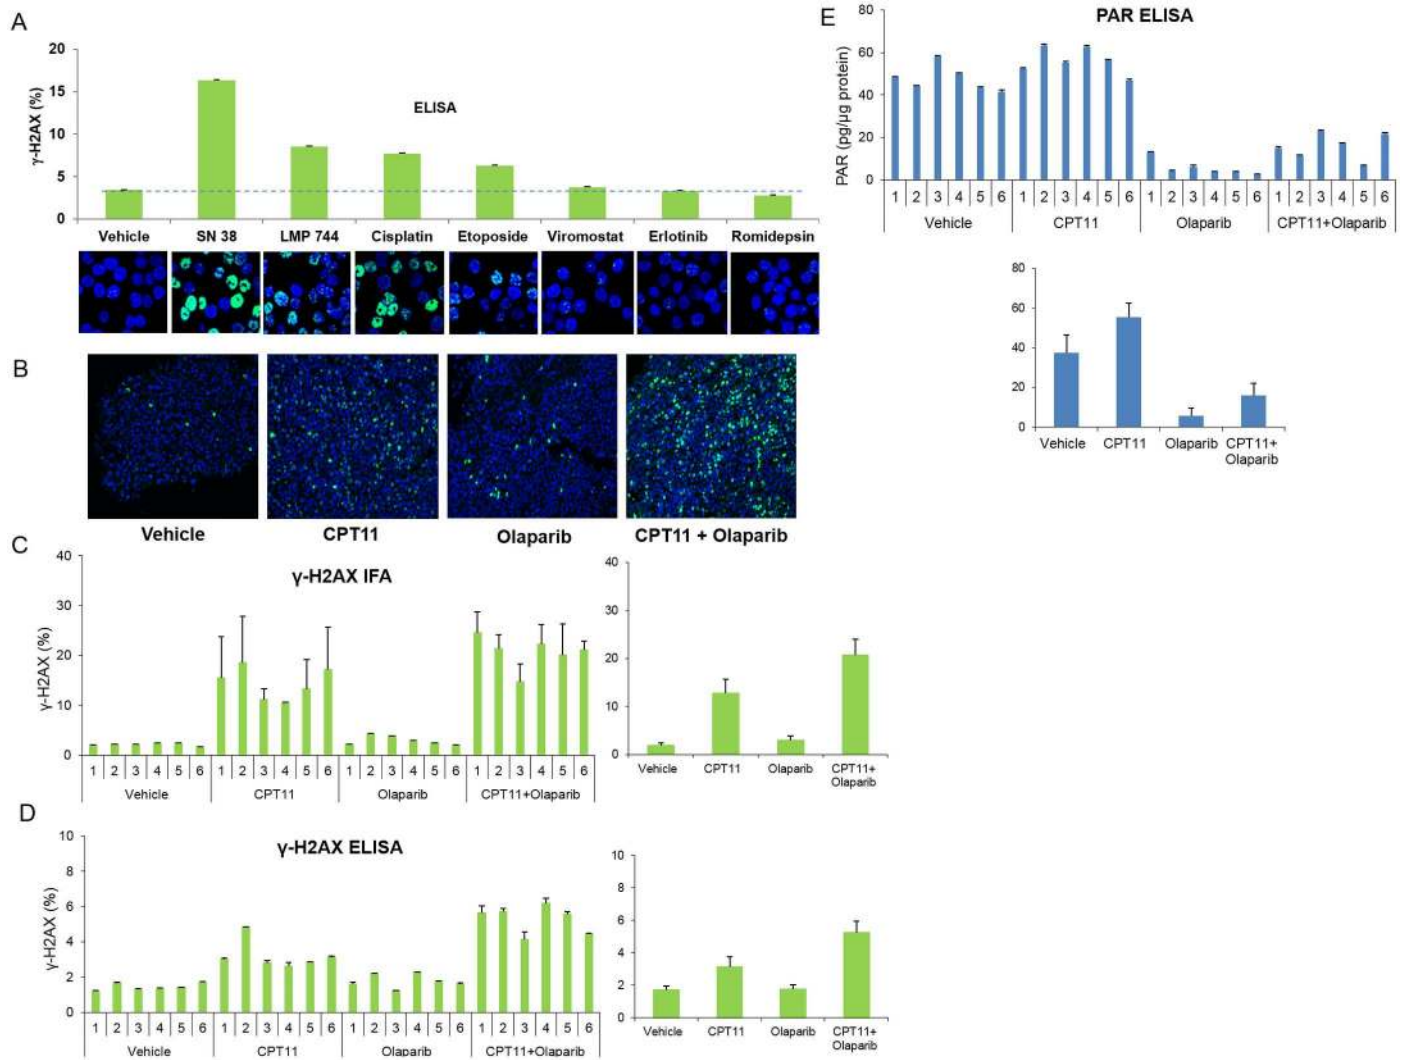 A
20
15
10
5
0
γ-H2AX (%)
ELISA
Vehicle SN 38 LMP 744 Cisplatin Etoposide Viromostat Erlotinib Romidepsin
B
Vehicle CPT11 Olaparib CPT11 + Olaparib
C
γ-H2AX IFA
40
30
20
10
0
γ-H2AX (%)
1 2 3 4 5 6 1 2 3 4 5 6 1 2 3 4 5 6 1 2 3 4 5 6
Vehicle CPT11 Olaparib CPT11+Olaparib
40
30
20
10
0
Vehicle CPT11 Olaparib CPT11+
Olaparib
D
γ-H2AX ELISA
10
8
6
4
2
0
γ-H2AX (%)
1 2 3 4 5 6 1 2 3 4 5 6 1 2 3 4 5 6 1 2 3 4 5 6
Vehicle CPT11 Olaparib CPT11+Olaparib
10
8
6
4
2
0
Vehicle CPT11 Olaparib CPT11+
Olaparib
E
PAR ELISA
80
60
40
20
0
PAR (pg/µg protein)
1 2 3 4 5 6 1 2 3 4 5 6 1 2 3 4 5 6 1 2 3 4 5 6
Vehicle CPT11 Olaparib CPT11+Olaparib
80
60
40
20
0
Vehicle CPT11 Olaparib CPT11+
Olaparib